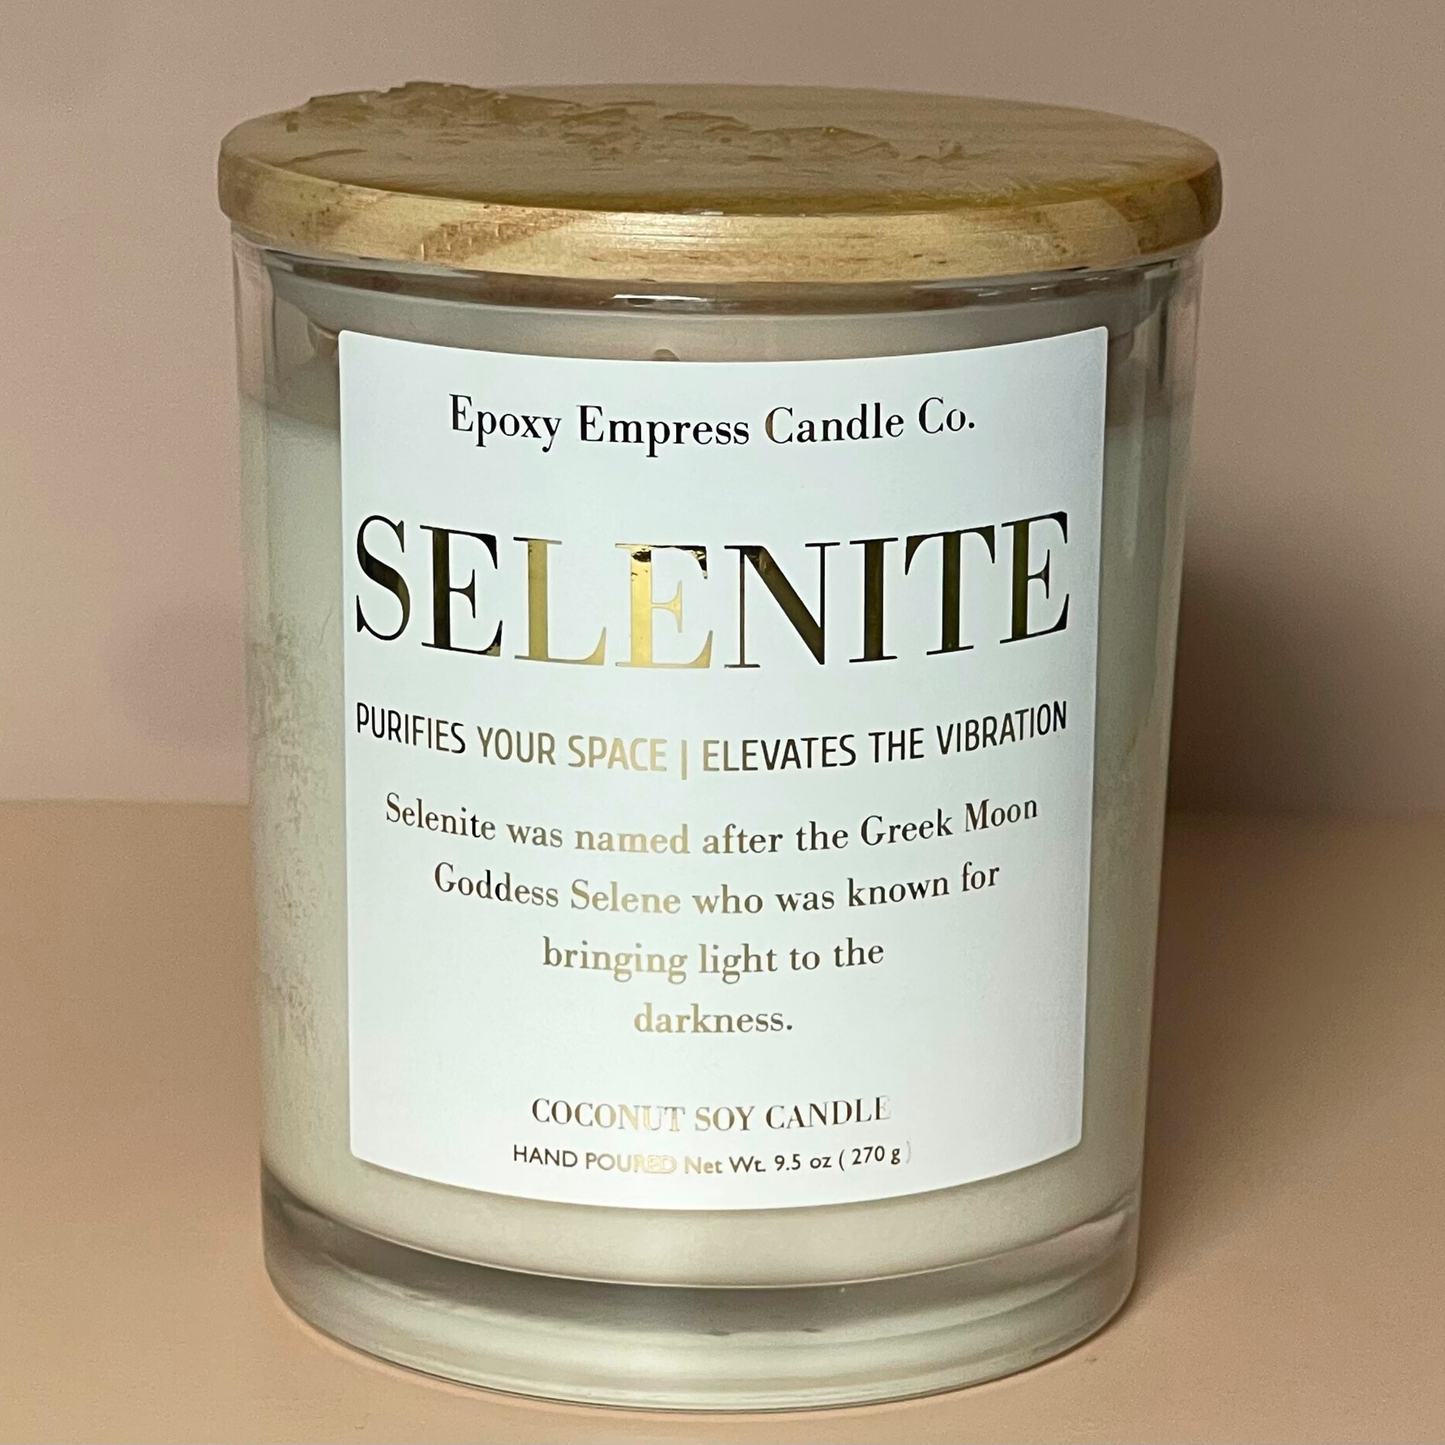 Epoxy Empress Candle Co.
SELENITE
PURIFIES YOUR SPACE | ELEVATES THE VIBRATION
Selenite was named after the Greek Moon
Goddess Selene who was known for
bringing light to the
darkness.
COCONUT SOY CANDLE
HAND POURED Net Wt. 9.5 oz ( 270 g )